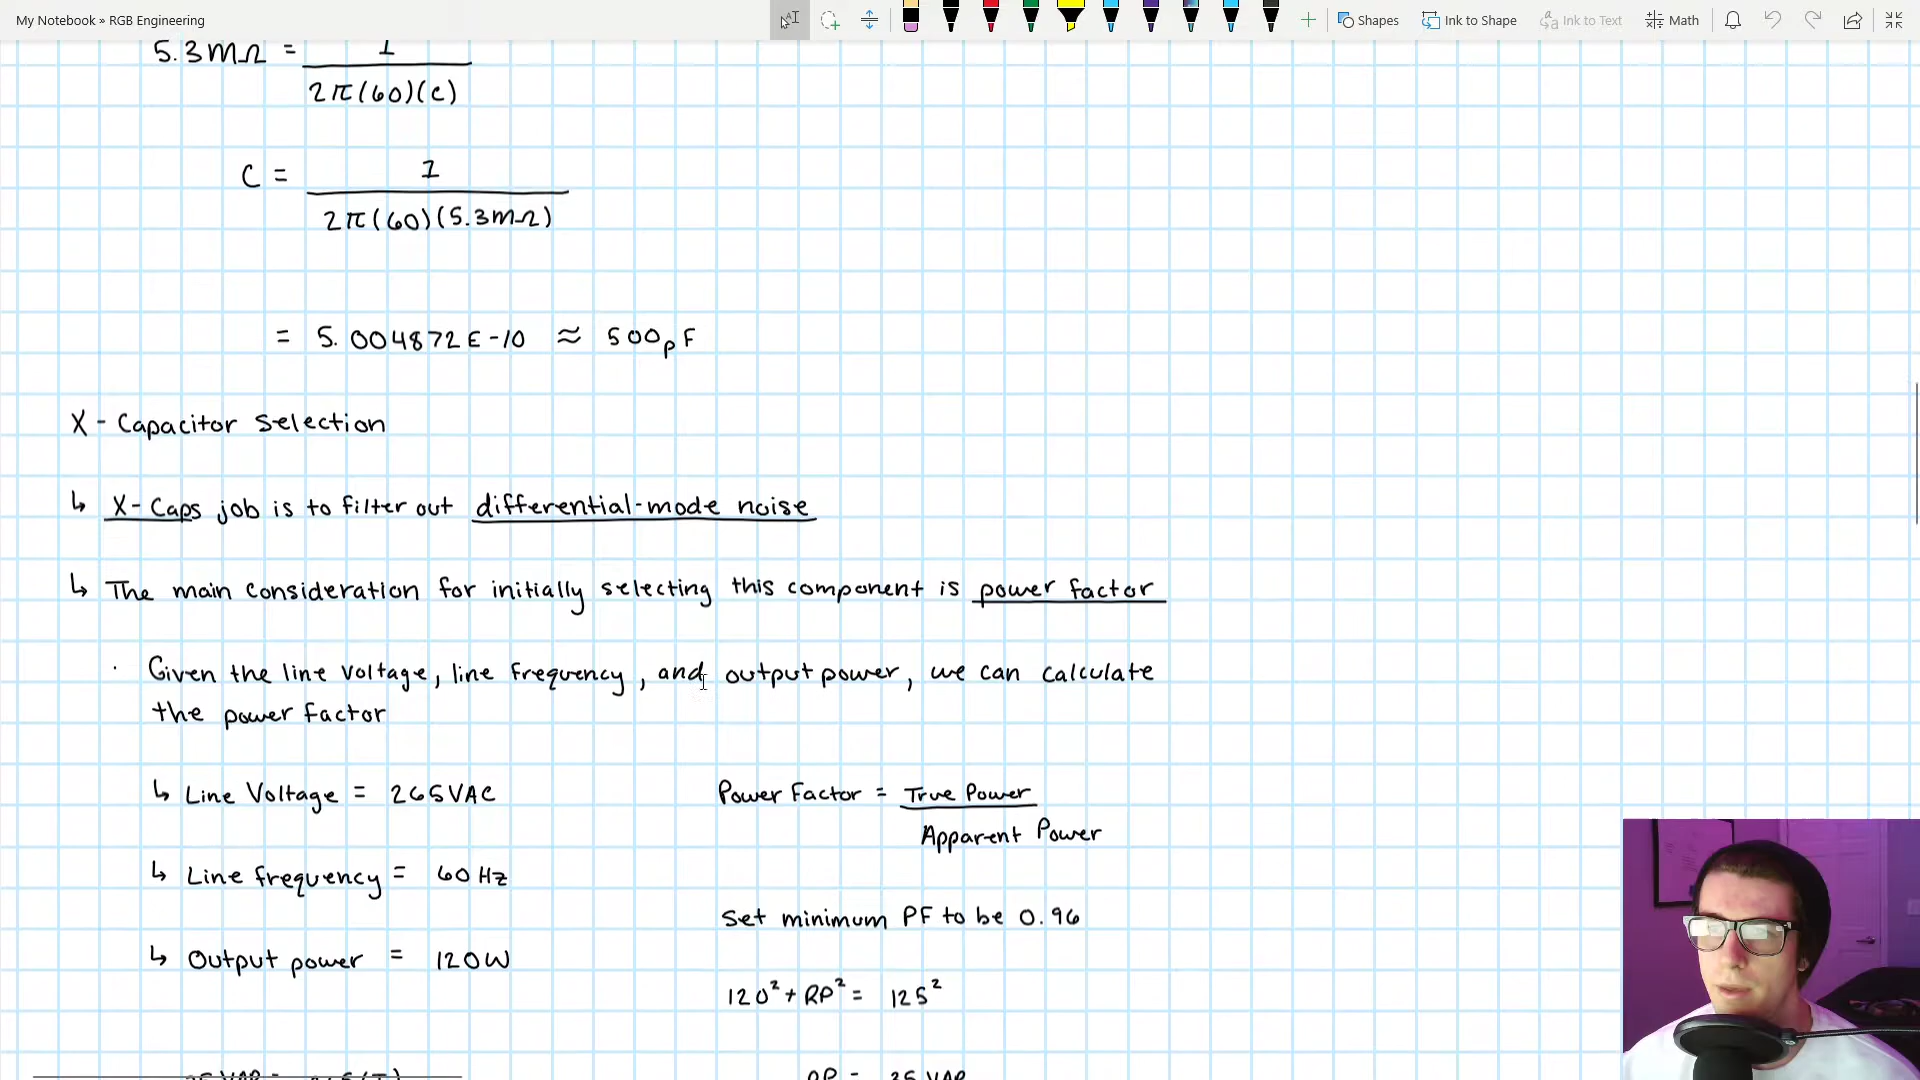 My Notebook » RGB Engineering
Shapes
Ink to Shape
Ink to Text
Math
5.3MΩ = 1
2π(60)(c)
C = 1
2π(60)(5.3MΩ)
= 5.004872E-10 ≈ 500pF
X - Capacitor Selection
↳ X-Caps job is to filter out differential-mode noise
↳ The main consideration for initially selecting this component is power factor
· Given the line voltage, line frequency, and output power, we can calculate
the power factor
↳ Line Voltage = 265VAC
Power Factor = True Power
Apparent Power
↳ Line frequency = 60 Hz
Set minimum PF to be 0.96
↳ Output power = 120W
120² + RP² = 125²
RP = 35 VAR